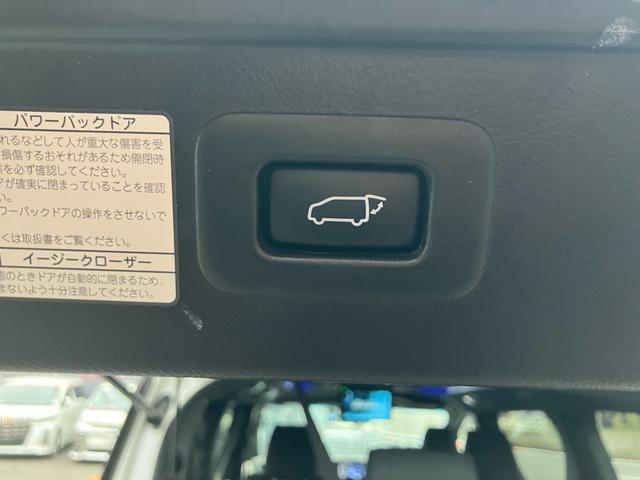 パワーバックドア
れるなどして人が重大な傷害を受
損傷するおそれがあるため開閉時
を必ず確認してください。
アが確実に閉まっていることを確認
ください。
ワーバックドアの操作をさせないで
くは取扱書をご覧ください。
イージークローザー
態のときドアが自動的に閉まるため、
まないよう十分注意してください。